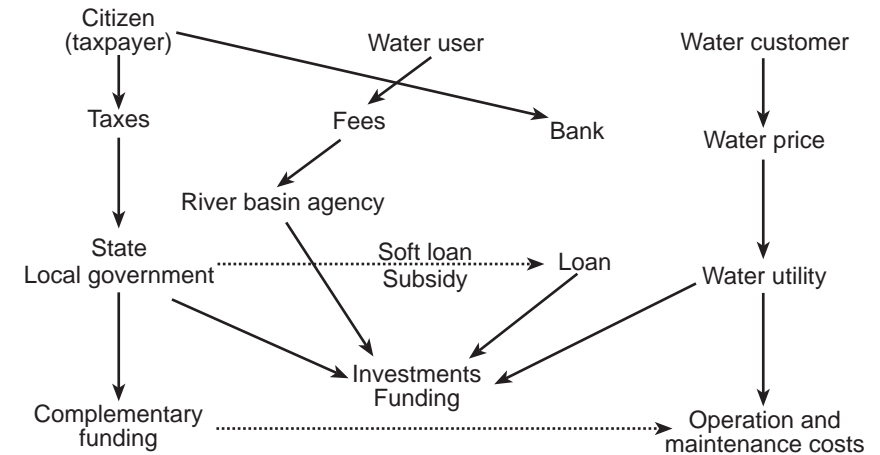 Citizen
(taxpayer)
Water user
Water customer
Taxes
Fees
Bank
Water price
River basin agency
State
Local government
Soft loan
Subsidy
Loan
Water utility
Investments
Funding
Complementary
funding
Operation and
maintenance costs